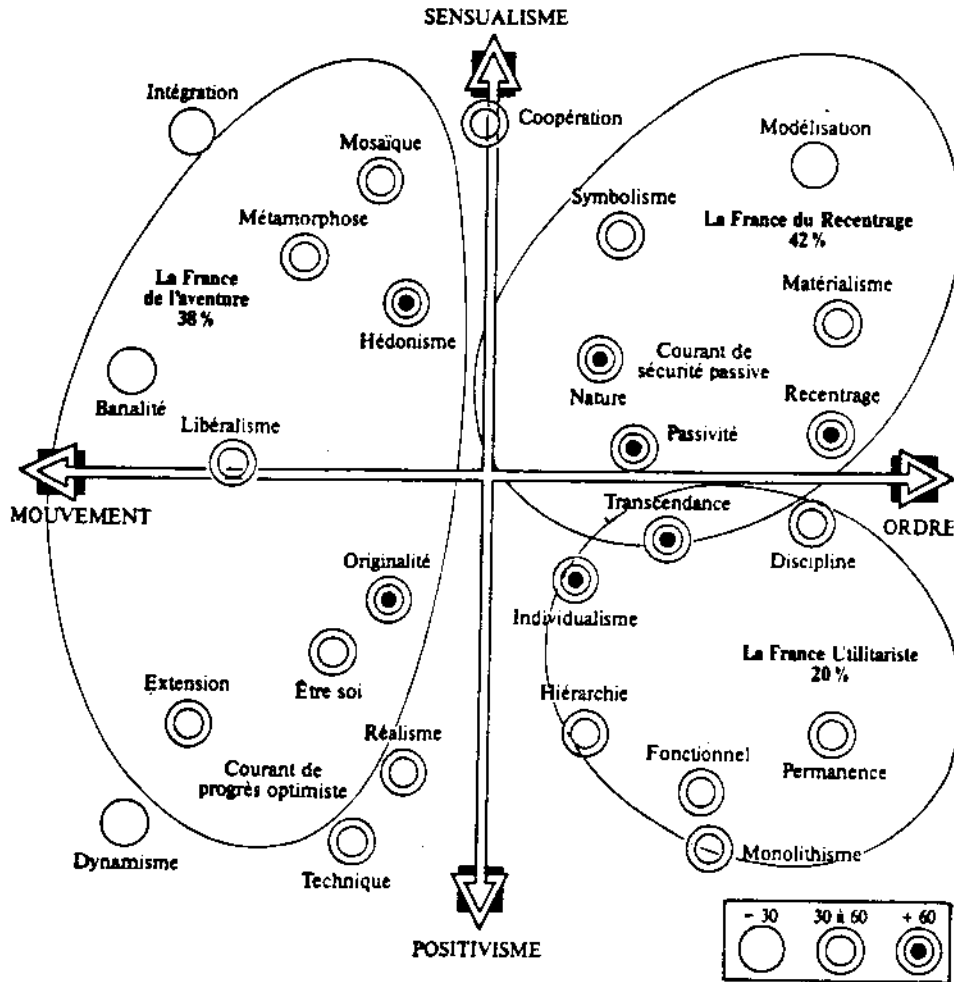 SENSUALISME
Intégration
Coopération
Modélisation
Mosaïque
Symbolisme
Métamorphose
La France du Recentrage
42 %
La France
de l'aventure
38 %
Matérialisme
Hédonisme
Courant de
sécurité passive
Nature
Banalité
Recentrage
Libéralisme
Passivité
MOUVEMENT
Transcendance
ORDRE
Discipline
Originalité
Individualisme
La France Utilitariste
20 %
Être soi
Extension
Hiérarchie
Réalisme
Fonctionnel
Permanence
Courant de
progrès optimiste
Dynamisme
Technique
Monolithisme
POSITIVISME
- 30 30 à 60 + 60